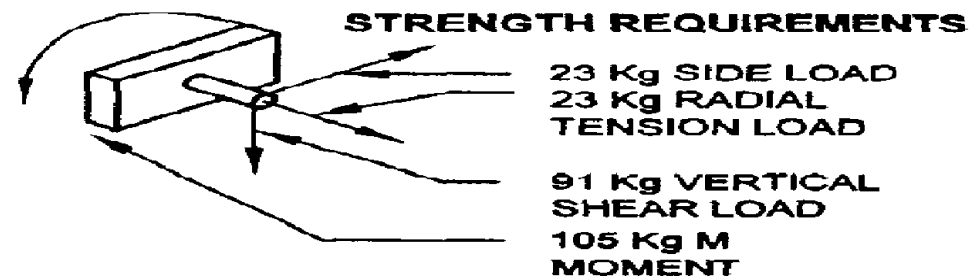 STRENGTH REQUIREMENTS
23 Kg SIDE LOAD
23 Kg RADIAL
TENSION LOAD
91 Kg VERTICAL
SHEAR LOAD
105 Kg M
MOMENT